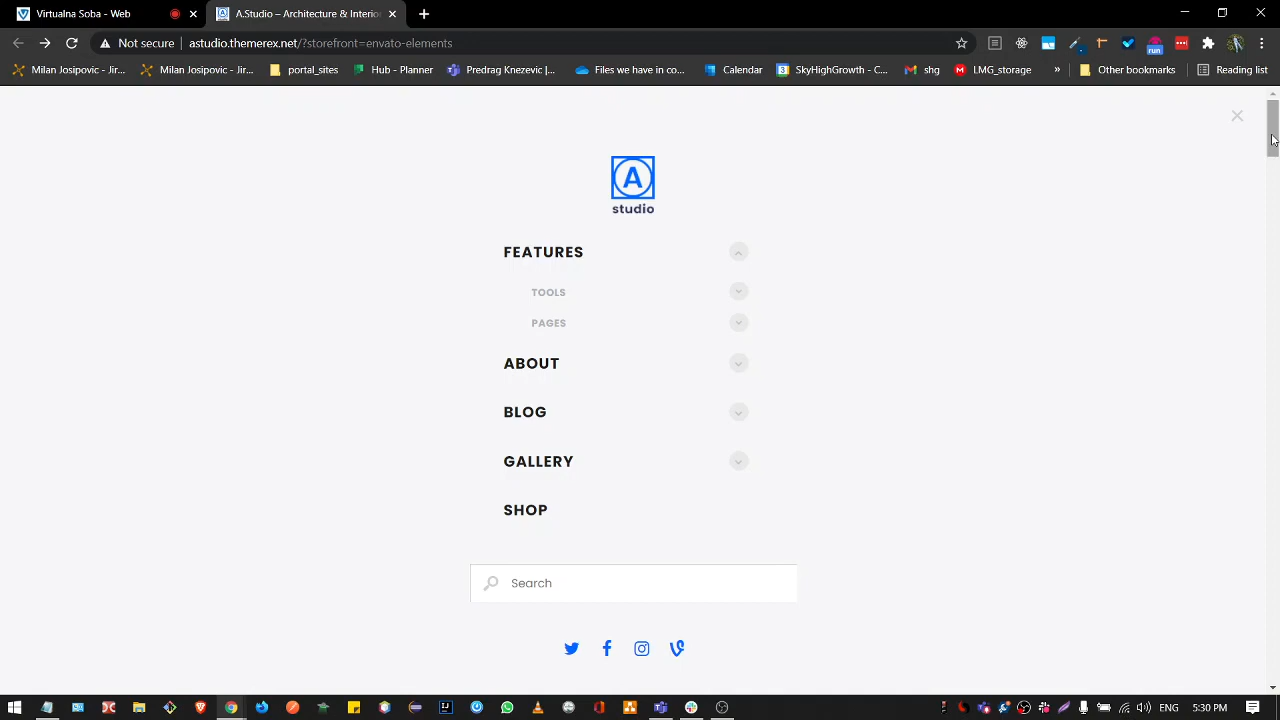 Virtualna Soba - Web
A.Studio – Architecture & Interio
Not secure
astudio.themerex.net/?storefront=envato-elements
run
Milan Josipovic - Jir...
Milan Josipovic - Jir...
portal_sites
Hub - Planner
Predrag Knezevic |...
Files we have in co...
Calendar
3
SkyHighGrowth - C...
shg
LMG_storage
»
Other bookmarks
Reading list
A
studio
FEATURES
TOOLS
PAGES
ABOUT
BLOG
GALLERY
SHOP
Search
ENG
5:30 PM